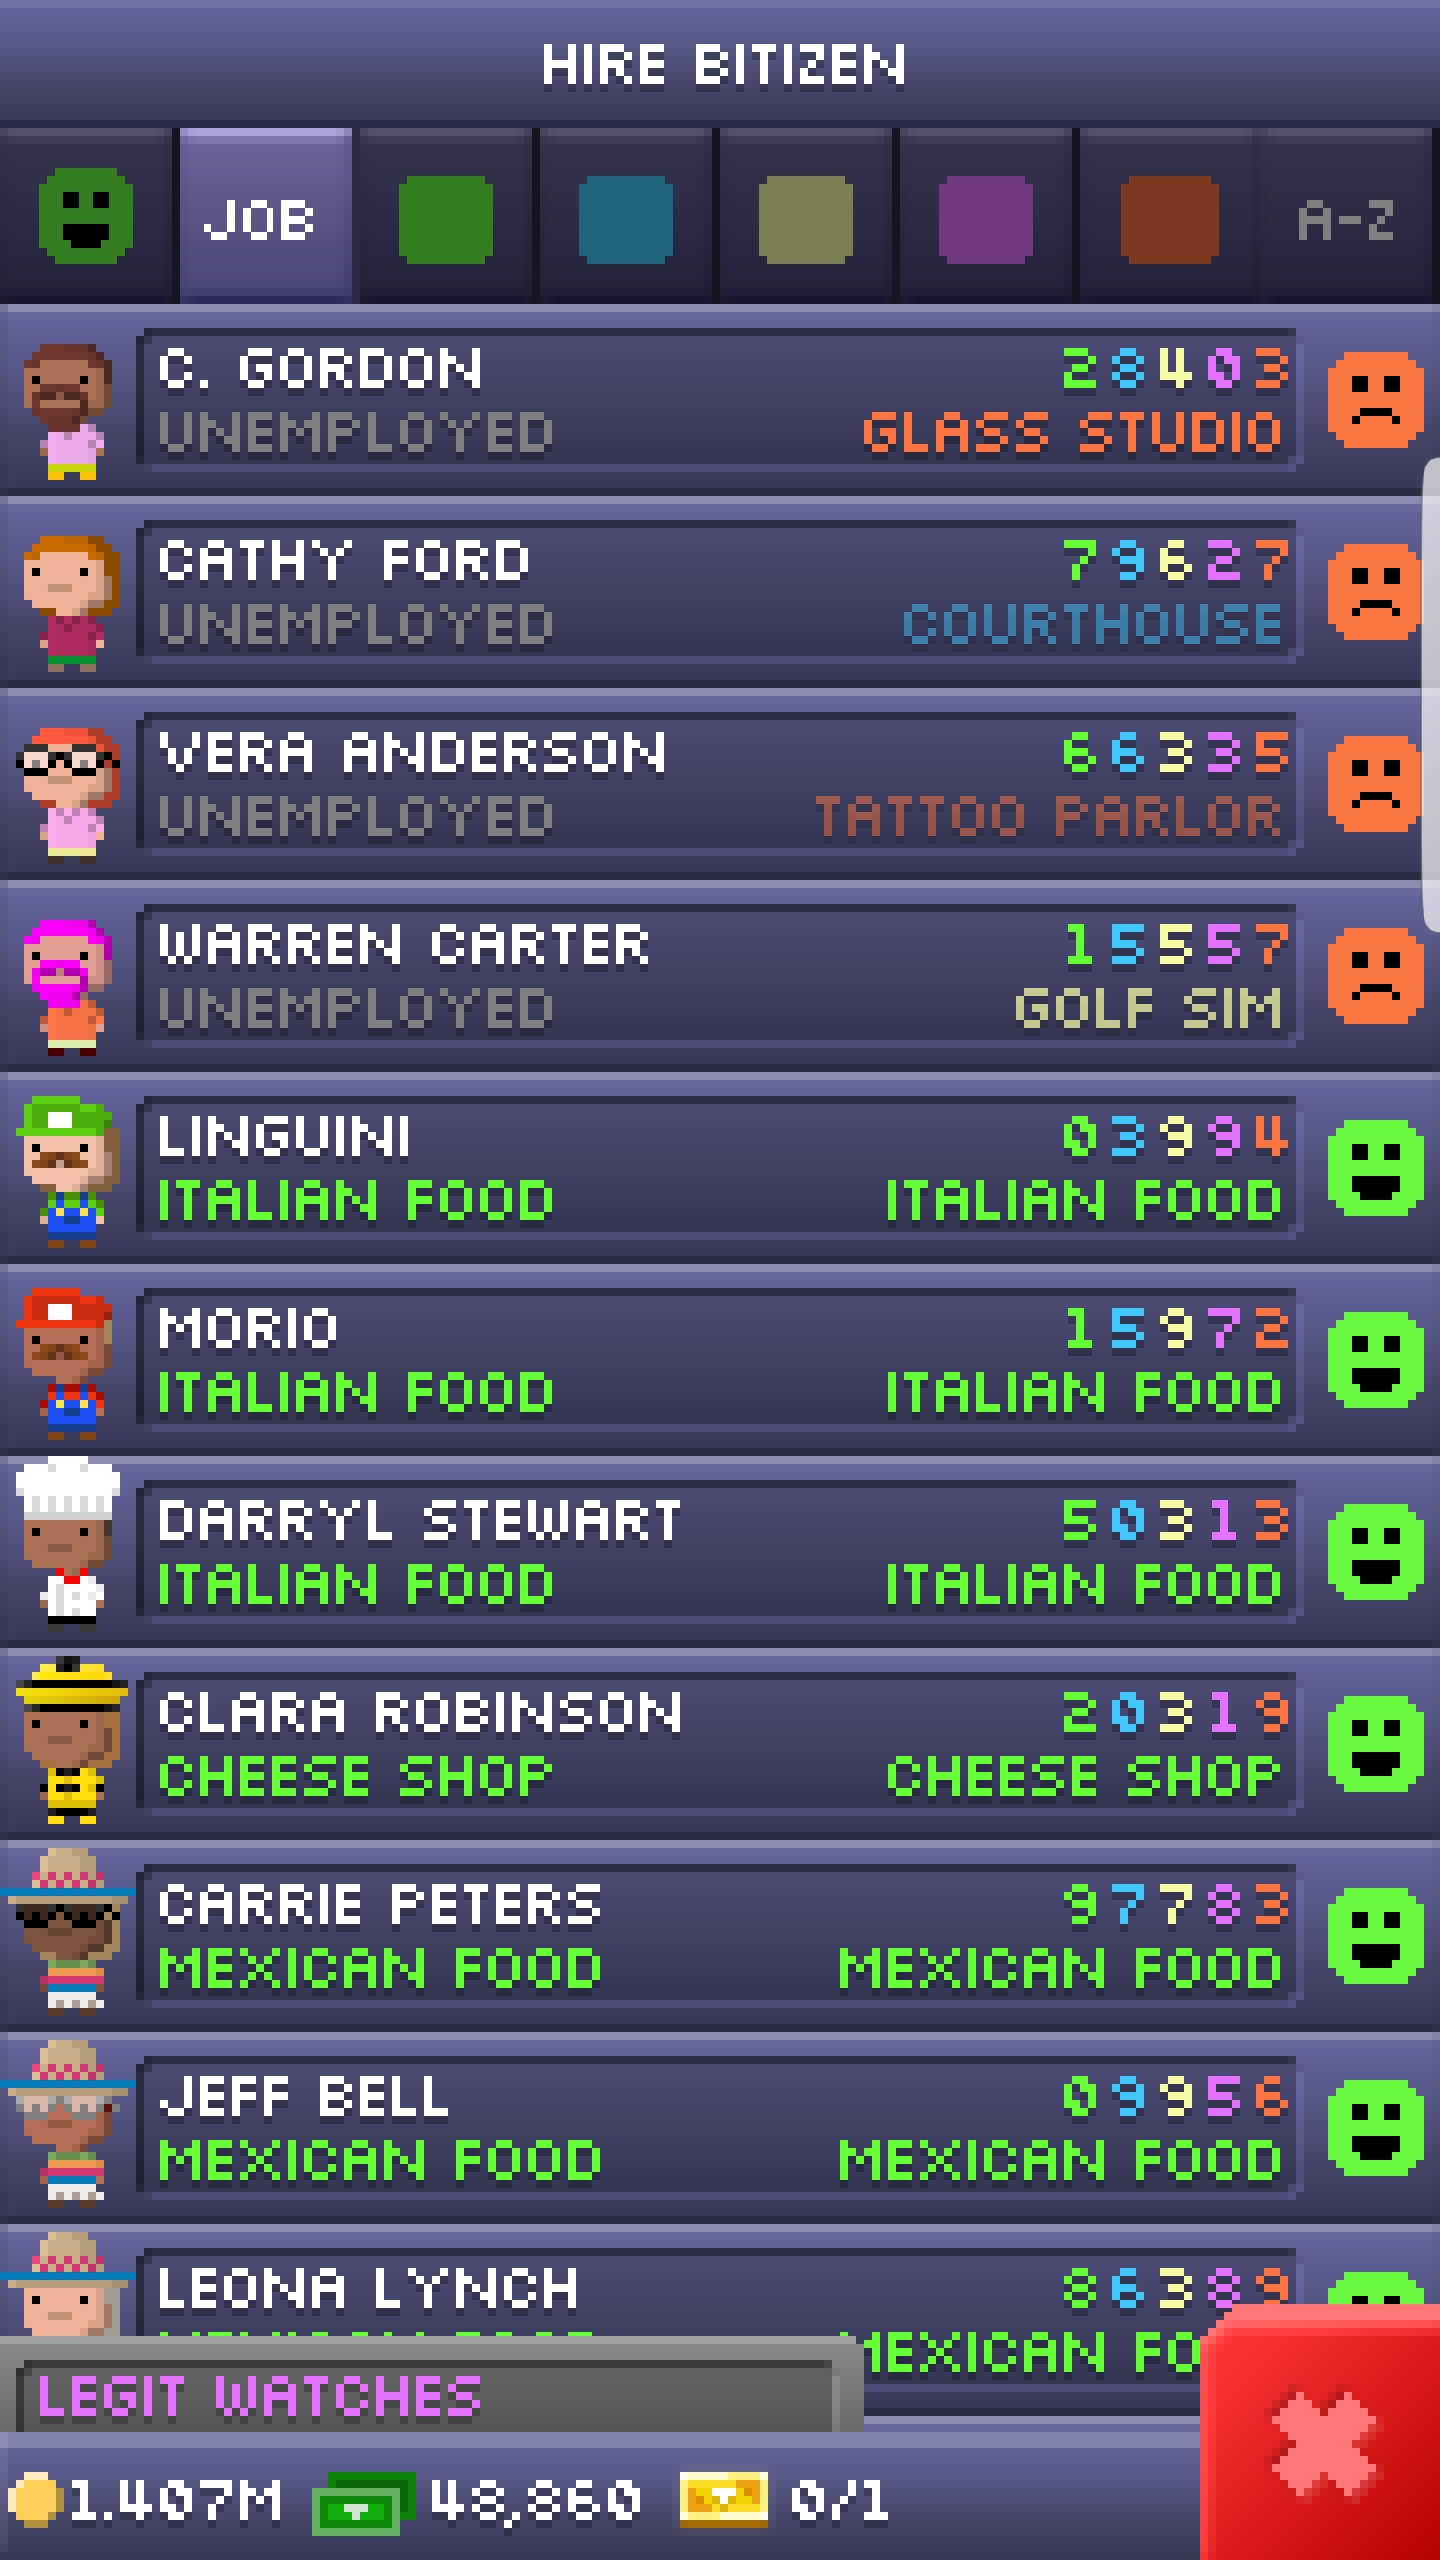 HIRE BITIZEN
JOB A-Z
C. GORDON 28403
UNEMPLOYED GLASS STUDIO
CATHY FORD 79627
UNEMPLOYED COURTHOUSE
VERA ANDERSON 66335
UNEMPLOYED TATTOO PARLOR
WARREN CARTER 15557
UNEMPLOYED GOLF SIM
LINGUINI 03994
ITALIAN FOOD ITALIAN FOOD
MORIO 15972
ITALIAN FOOD ITALIAN FOOD
DARRYL STEWART 50313
ITALIAN FOOD ITALIAN FOOD
CLARA ROBINSON 20319
CHEESE SHOP CHEESE SHOP
CARRIE PETERS 97783
MEXICAN FOOD MEXICAN FOOD
JEFF BELL 09956
MEXICAN FOOD MEXICAN FOOD
LEONA LYNCH 86389
MEXICAN FO
LEGIT WATCHES
1.407M 48,860 0/1